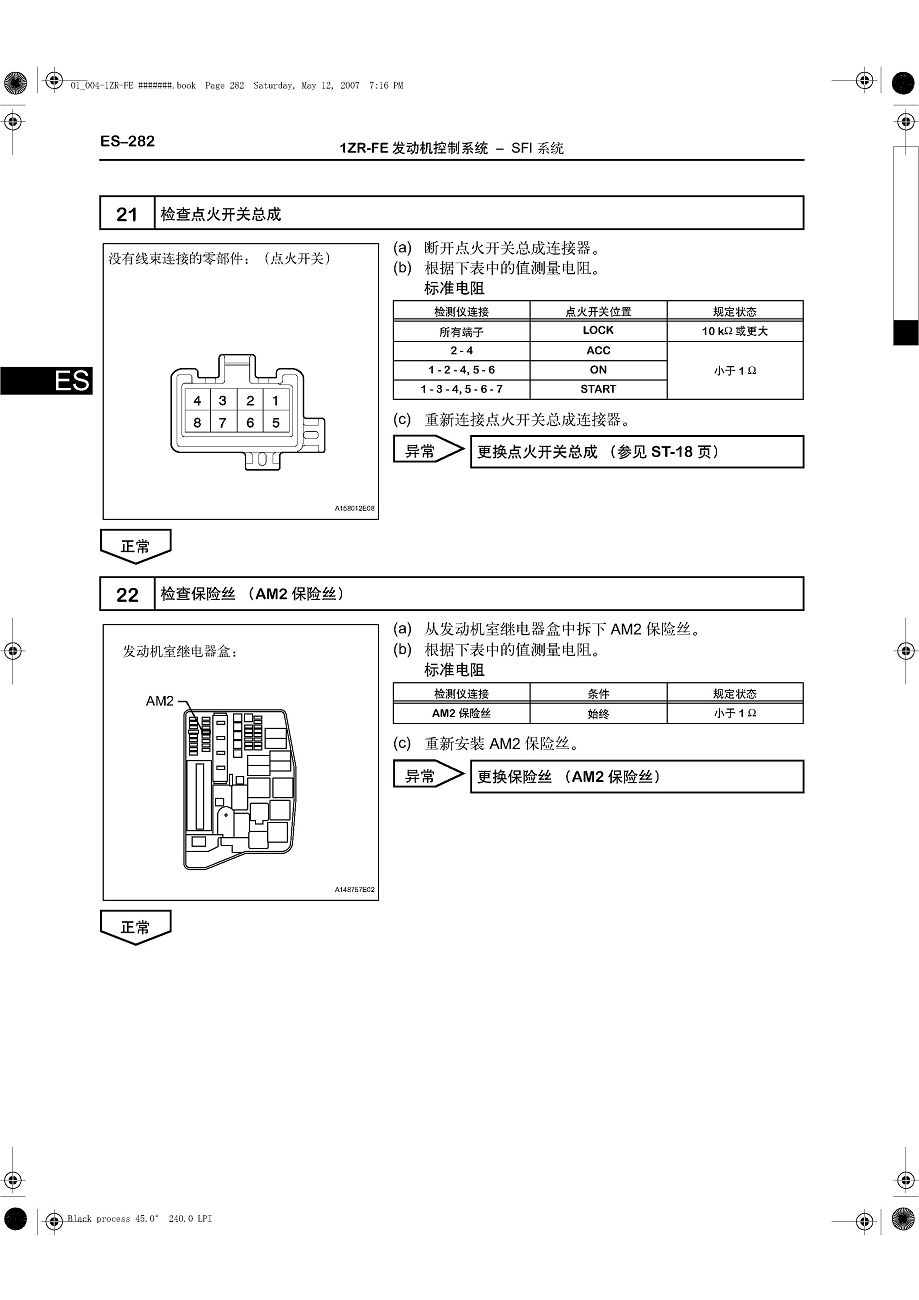 01_004-1ZR-FE #######.book Page 282 Saturday, May 12, 2007 7:16 PM
ES–282
1ZR-FE 发动机控制系统 – SFI 系统
21 检查点火开关总成
没有线束连接的零部件：（点火开关）
4 3 2 1
8 7 6 5
A158012E08
(a) 断开点火开关总成连接器。
(b) 根据下表中的值测量电阻。
标准电阻
检测仪连接 点火开关位置 规定状态
所有端子 LOCK 10 kΩ 或更大
2 - 4 ACC
1 - 2 - 4, 5 - 6 ON 小于 1 Ω
1 - 3 - 4, 5 - 6 - 7 START
(c) 重新连接点火开关总成连接器。
异常 更换点火开关总成 （参见 ST-18 页）
ES
正常
22 检查保险丝 （AM2 保险丝）
发动机室继电器盒：
AM2
A148757E02
(a) 从发动机室继电器盒中拆下 AM2 保险丝。
(b) 根据下表中的值测量电阻。
标准电阻
检测仪连接 条件 规定状态
AM2 保险丝 始终 小于 1 Ω
(c) 重新安装 AM2 保险丝。
异常 更换保险丝 （AM2 保险丝）
正常
Black process 45.0° 240.0 LPI